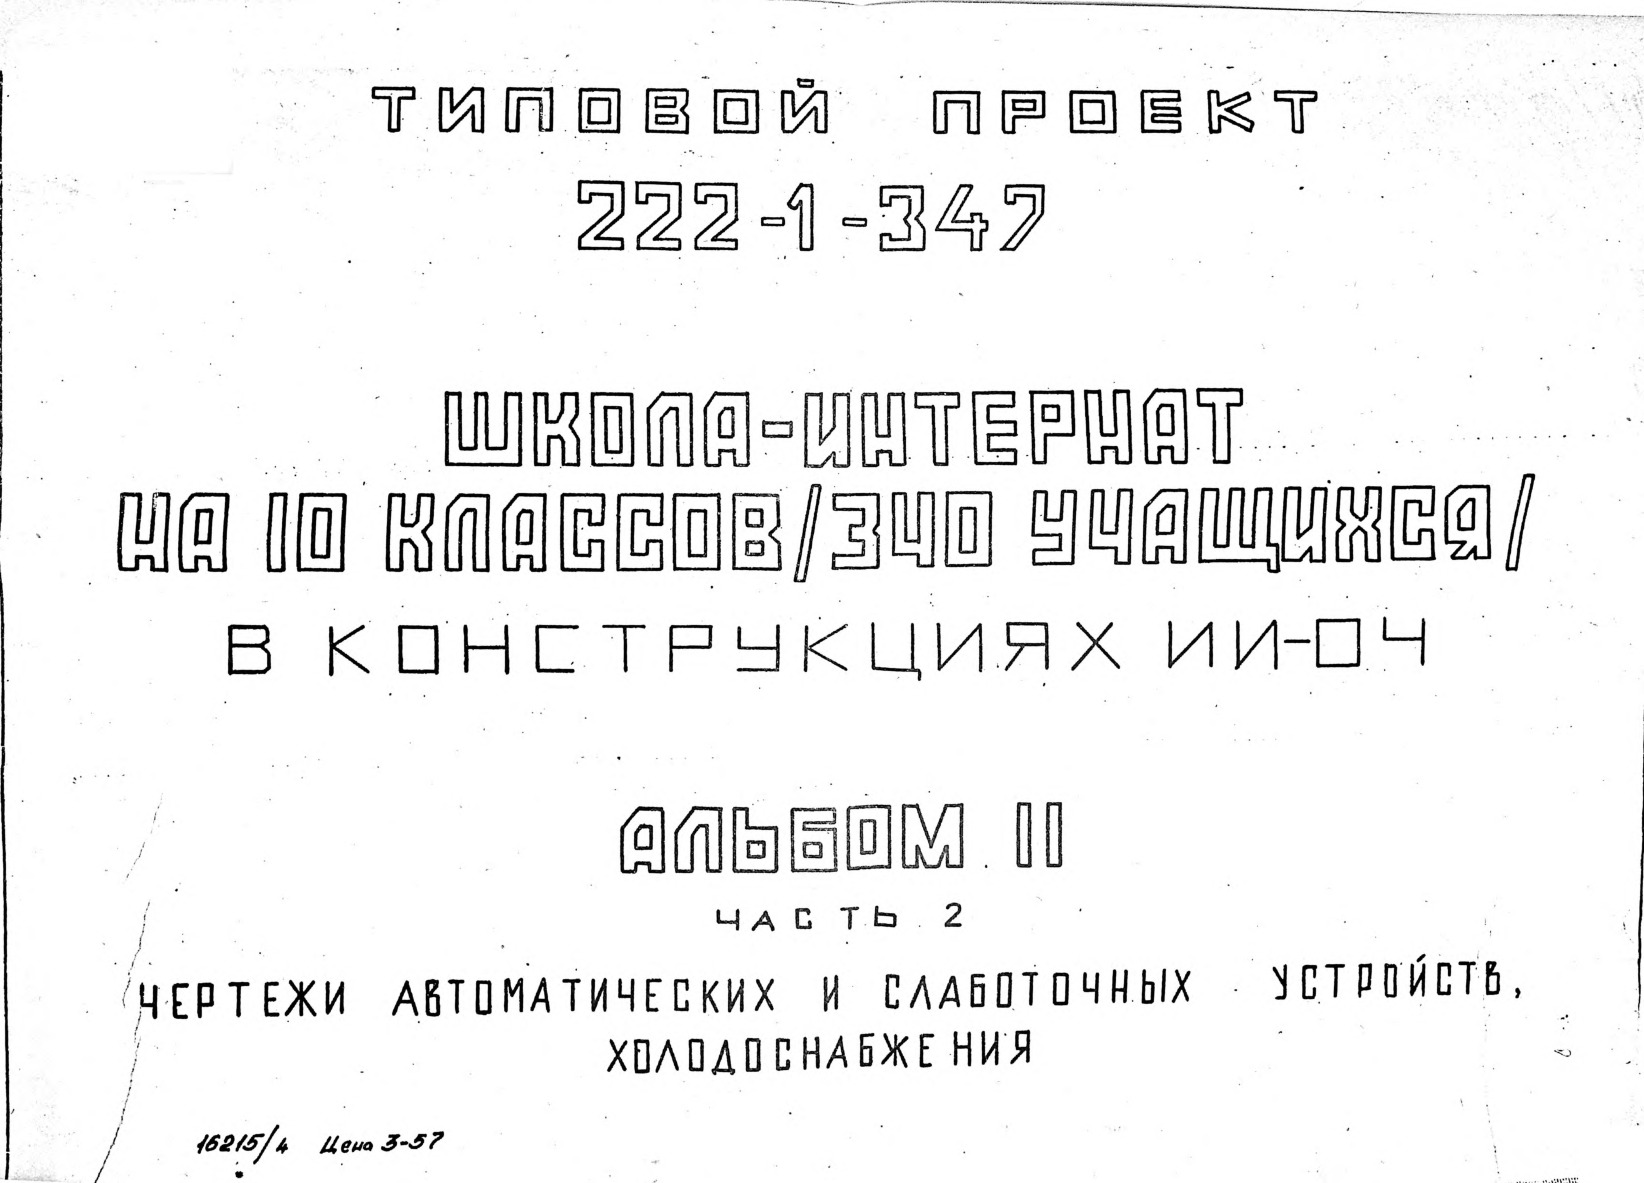 ТИПОВОЙ ПРОЕКТ
222-1-347
ШКОЛА-ИНТЕРНАТ
НА 10 КЛАССОВ/340 УЧАЩИХСЯ/
В КОНСТРУКЦИЯХ ИИ-04
АЛЬБОМ II
ЧАСТЬ 2
ЧЕРТЕЖИ АВТОМАТИЧЕСКИХ И СЛАБОТОЧНЫХ УСТРОЙСТВ,
ХОЛОДОСНАБЖЕНИЯ
16215/4 Цена 3-57